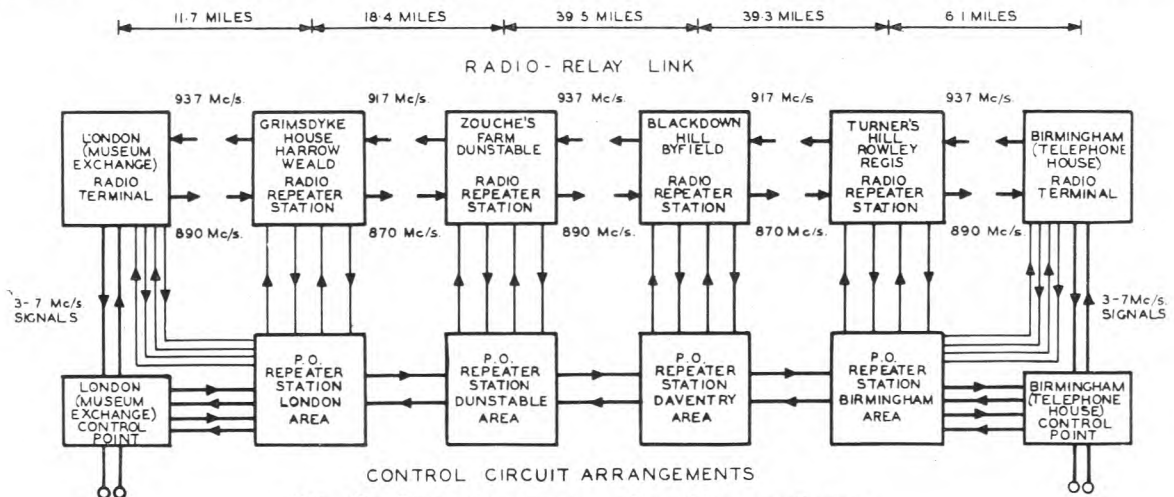 11.7 MILES 18.4 MILES 39.5 MILES 39.3 MILES 6.1 MILES
RADIO-RELAY LINK
937 Mc/s. 917 Mc/s. 937 Mc/s. 917 Mc/s. 937 Mc/s.
LONDON
(MUSEUM
EXCHANGE)
RADIO
TERMINAL
GRIMSDYKE
HOUSE
HARROW
WEALD
RADIO
REPEATER
STATION
ZOUCHE'S
FARM
DUNSTABLE
RADIO
REPEATER
STATION
BLACKDOWN
HILL
BYFIELD
RADIO
REPEATER
STATION
TURNER'S
HILL
ROWLEY
REGIS
RADIO
REPEATER
STATION
BIRMINGHAM
(TELEPHONE
HOUSE)
RADIO
TERMINAL
890 Mc/s. 870 Mc/s. 890 Mc/s. 870 Mc/s. 890 Mc/s.
3-7 Mc/s.
SIGNALS
3-7Mc/s.
SIGNALS
LONDON
(MUSEUM
EXCHANGE)
CONTROL
POINT
P.O.
REPEATER
STATION
LONDON
AREA
P.O.
REPEATER
STATION
DUNSTABLE
AREA
P.O.
REPEATER
STATION
DAVENTRY
AREA
P.O.
REPEATER
STATION
BIRMINGHAM
AREA
BIRMINGHAM
(TELEPHONE
HOUSE)
CONTROL
POINT
CONTROL CIRCUIT ARRANGEMENTS